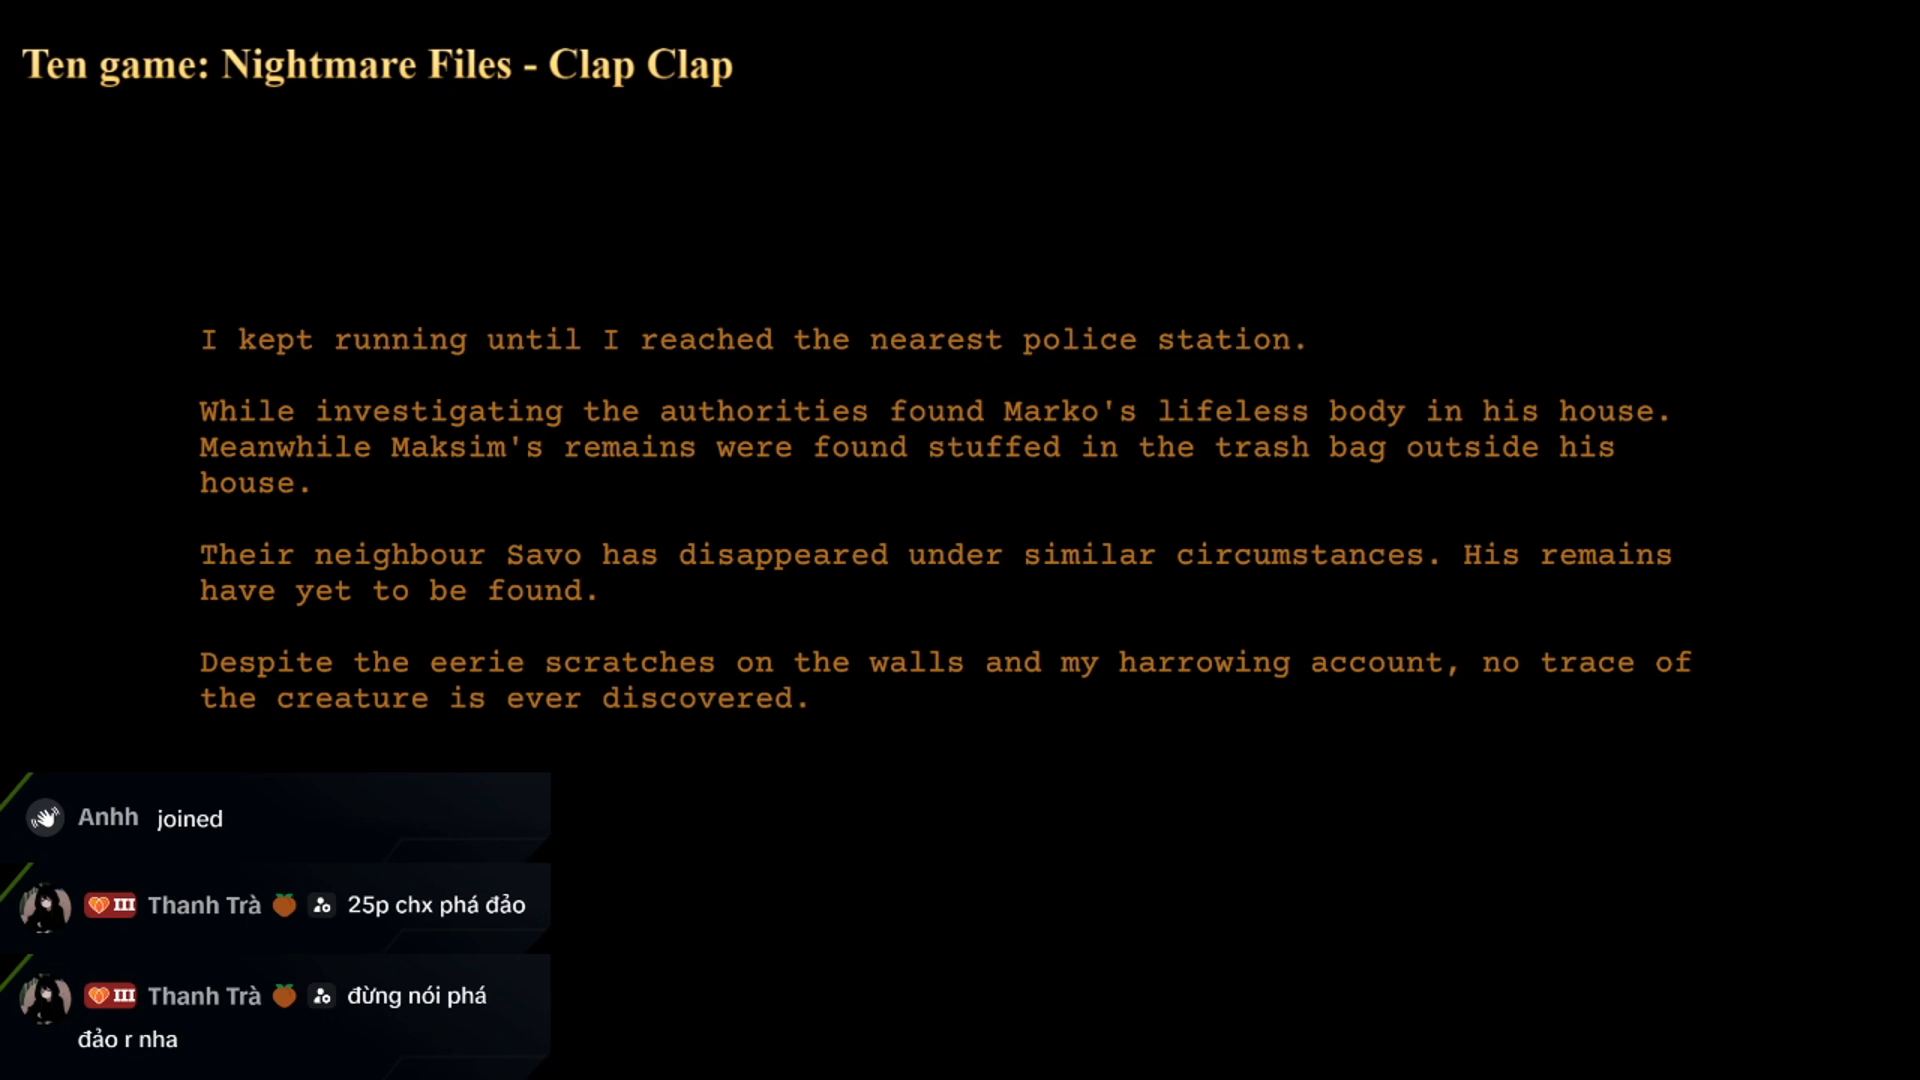 Ten game: Nightmare Files - Clap Clap
I kept running until I reached the nearest police station.
While investigating the authorities found Marko's lifeless body in his house.
Meanwhile Maksim's remains were found stuffed in the trash bag outside his
house.
Their neighbour Savo has disappeared under similar circumstances. His remains
have yet to be found.
Despite the eerie scratches on the walls and my harrowing account, no trace of
the creature is ever discovered.
Anhh joined
III Thanh Trà 25p chx phá đảo
III Thanh Trà đừng nói phá
đảo r nha